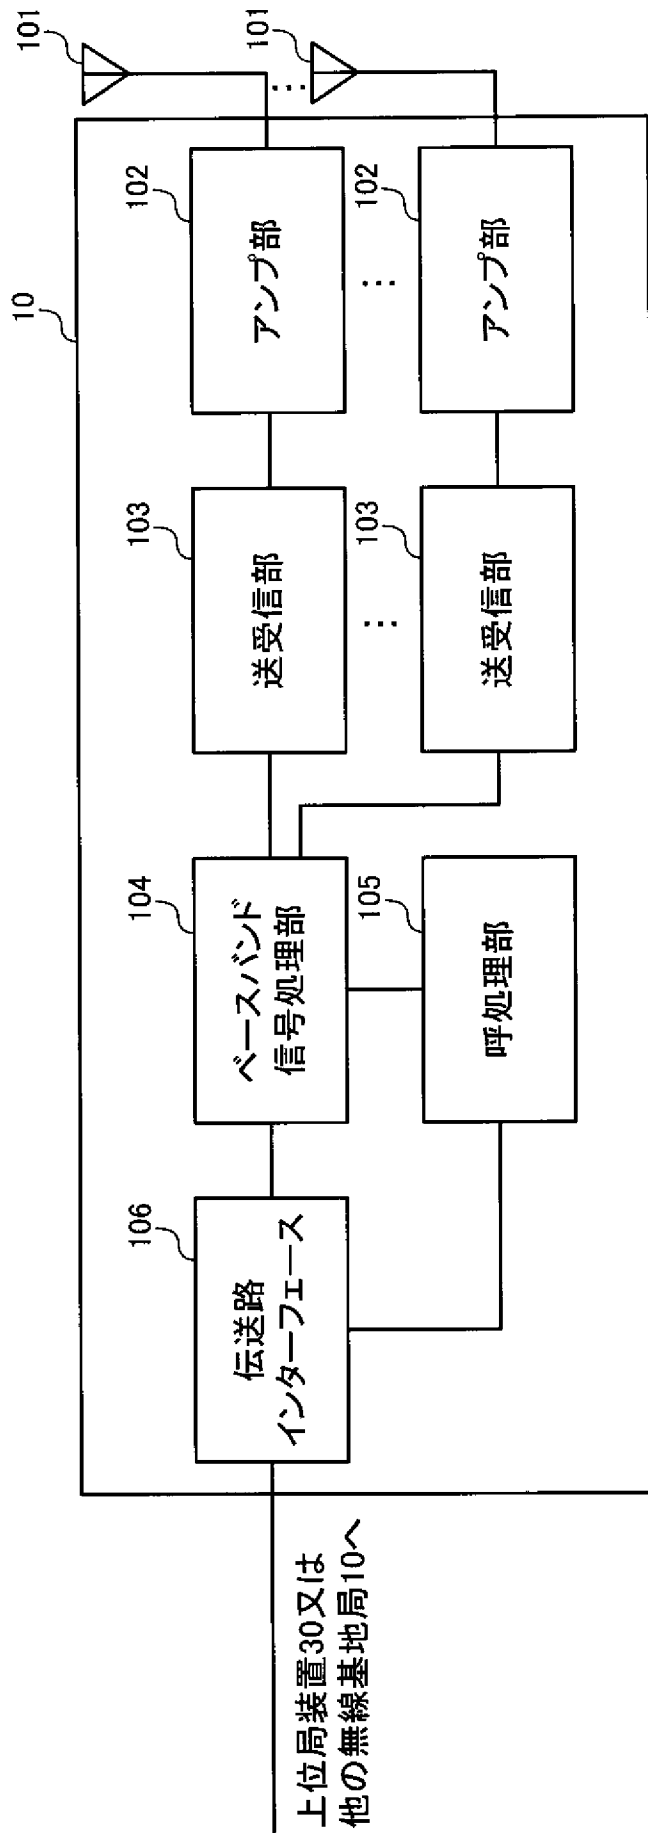 10
101
101
102
アンプ部
102
アンプ部
103
送受信部
103
送受信部
104
ベースバンド
信号処理部
105
呼処理部
106
伝送路
インターフェース
上位局装置30又は
他の無線基地局10へ